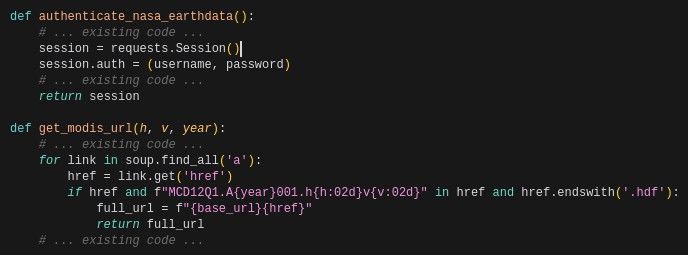 def authenticate_nasa_earthdata():
    # ... existing code ...
    session = requests.Session()
    session.auth = (username, password)
    # ... existing code ...
    return session

def get_modis_url(h, v, year):
    # ... existing code ...
    for link in soup.find_all('a'):
        href = link.get('href')
        if href and f"MCD12Q1.A{year}001.h{h:02d}v{v:02d}" in href and href.endswith('.hdf'):
            full_url = f"{base_url}{href}"
            return full_url
    # ... existing code ...